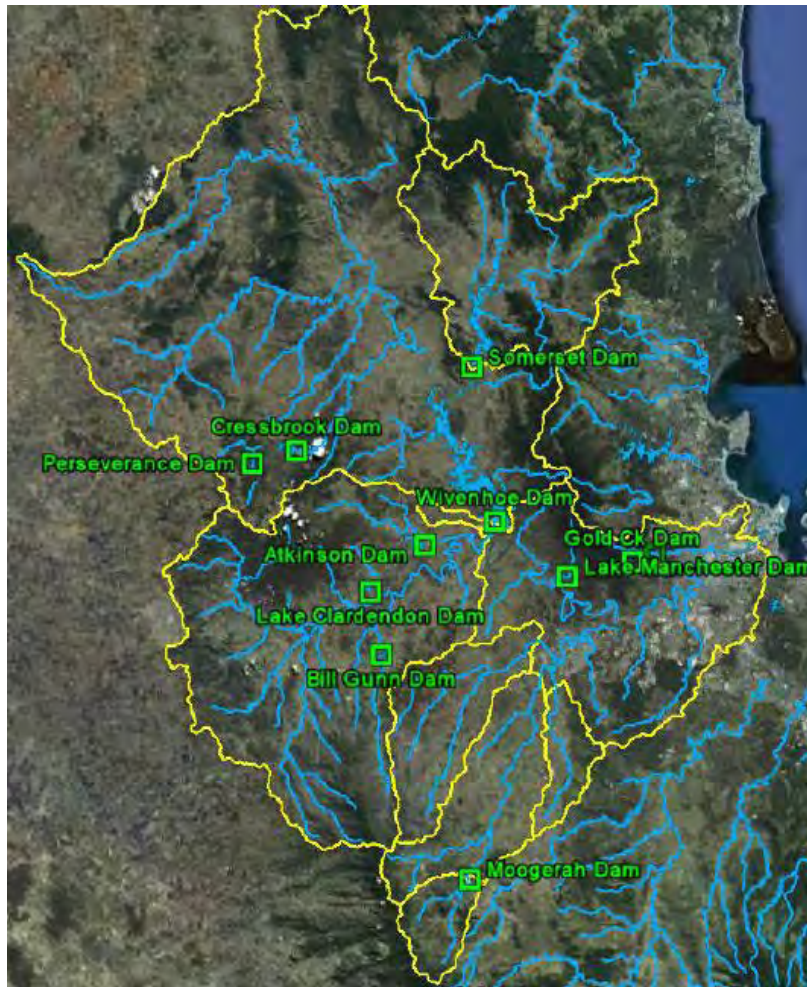 Somerset Dam
Cressbrook Dam
Perseverance Dam
Wivenhoe Dam
Gold Ck Dam
Atkinson Dam
Lake Manchester Dam
Lake Clardendon Dam
Bill Gunn Dam
Moogerah Dam